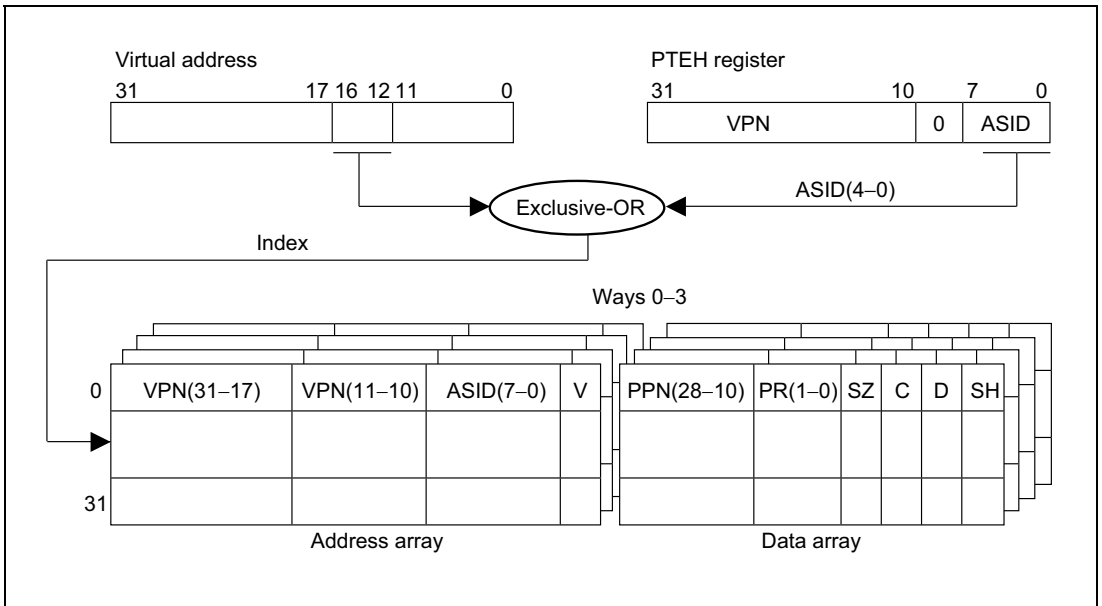 Virtual address
PTEH register
31 17 16 12 11 0
31 10 7 0
VPN 0 ASID
ASID(4–0)
Exclusive-OR
Index
Ways 0–3
0 VPN(31–17) VPN(11–10) ASID(7–0) V PPN(28–10) PR(1–0) SZ C D SH
31
Address array
Data array